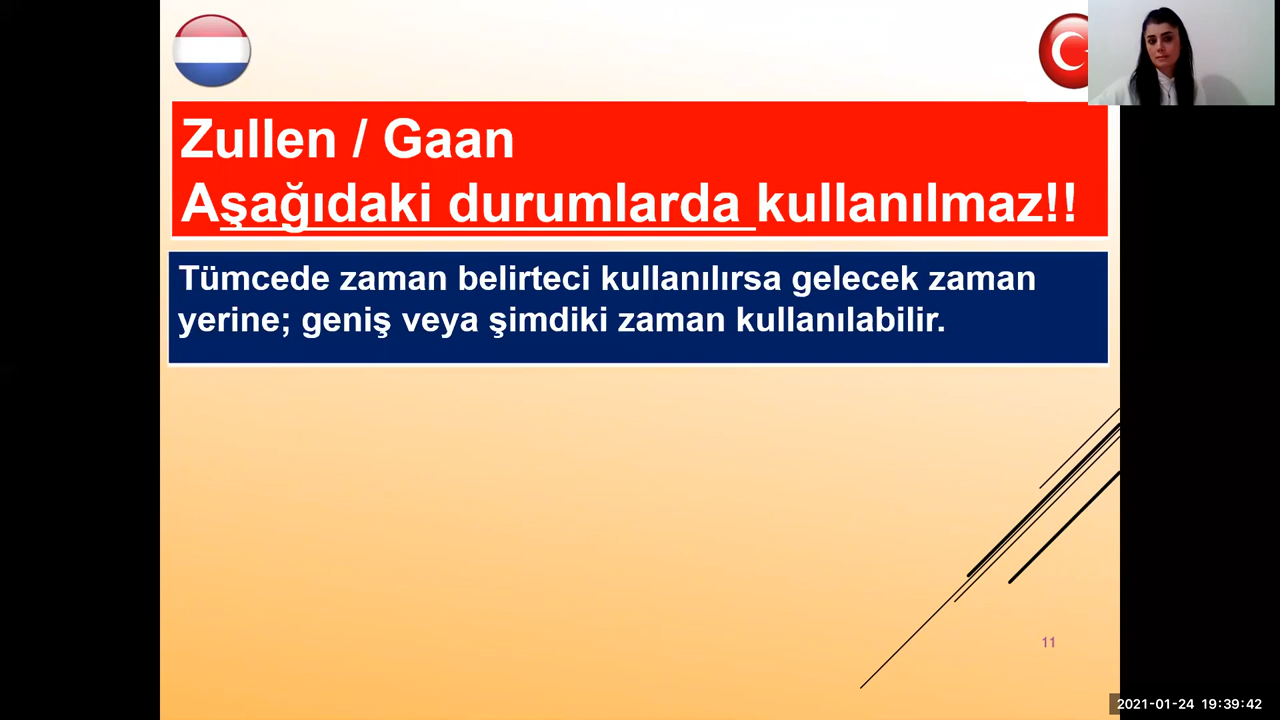 Zullen / Gaan
Aşağıdaki durumlarda kullanılmaz!!
Tümcede zaman belirteci kullanılırsa gelecek zaman
yerine; geniş veya şimdiki zaman kullanılabilir.
11
2021-01-24 19:39:42